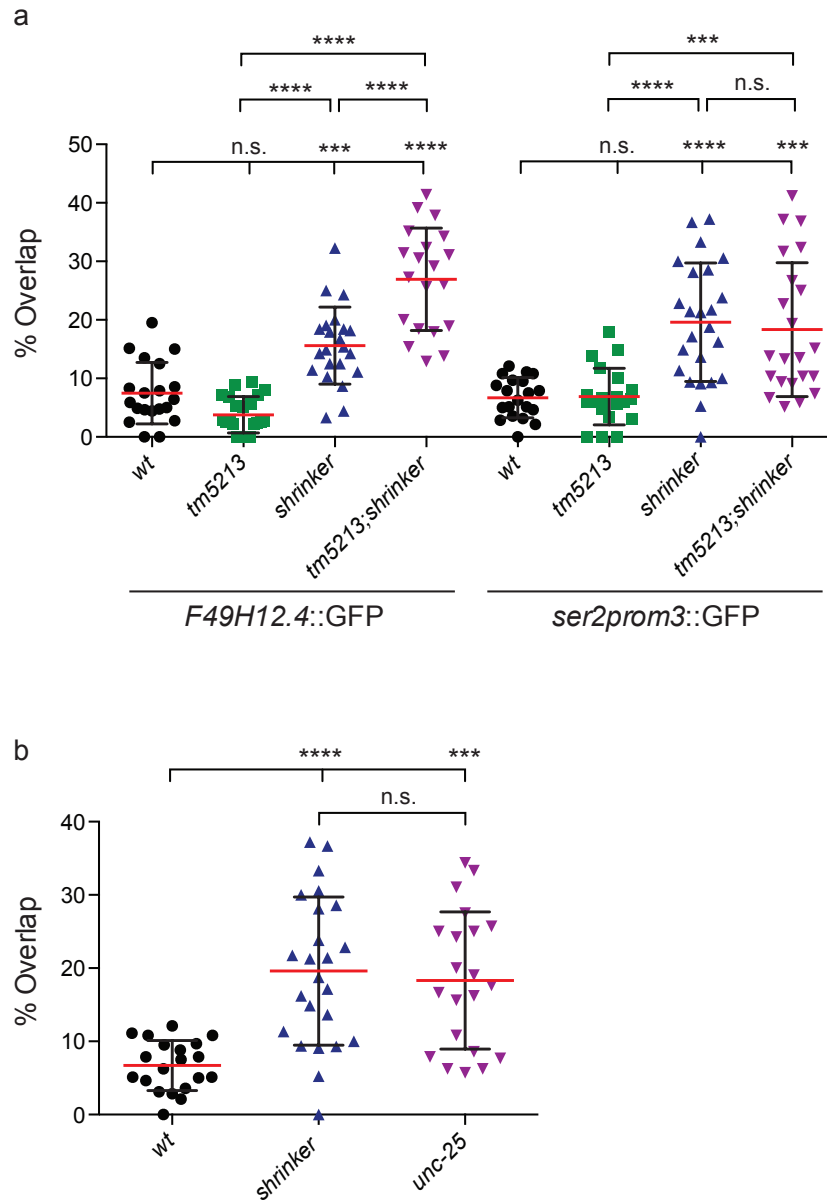 a
**** ***
**** **** **** n.s.
n.s. *** **** n.s. **** ***
50
40
30
20
10
0
% Overlap
wt tm5213 shrinker tm5213;shrinker wt tm5213 shrinker tm5213;shrinker
F49H12.4::GFP ser2prom3::GFP
b
**** ***
n.s.
40
30
20
10
0
% Overlap
wt shrinker unc-25